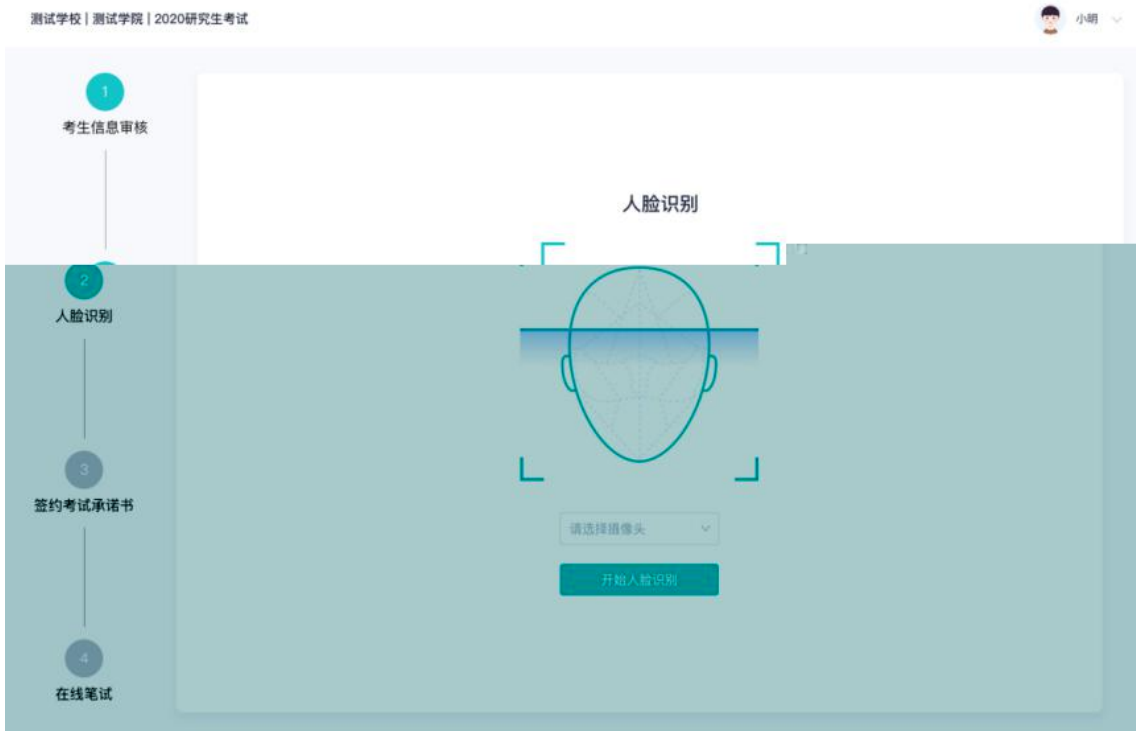 测试学校 | 测试学院 | 2020研究生考试
小明
1
考生信息审核
人脸识别
2
人脸识别
3
签约考试承诺书
请选择摄像头
开始人脸识别
4
在线笔试